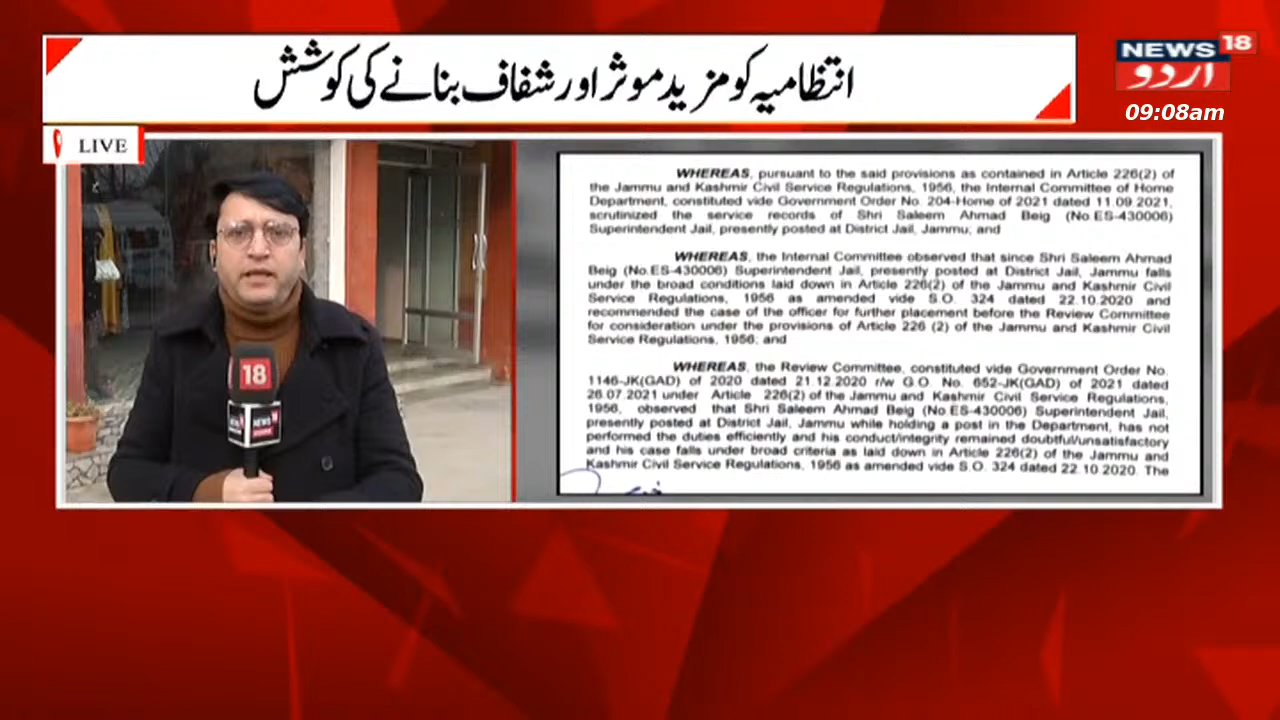 انتظامیہ کو مزید موثر اور شفاف بنانے کی کوشش
NEWS 18
اردو
09:08am
LIVE
WHEREAS, pursuant to the said provisions as contained in Article 226(2) of
the Jammu and Kashmir Civil Service Regulations, 1956, the Internal Committee of Home
Department, constituted vide Government Order No. 204-Home of 2021 dated 11.09.2021,
scrutinized the service records of Shri Saleem Ahmad Beig (No.ES-430006)
Superintendent Jail, presently posted at District Jail, Jammu; and
WHEREAS, the Internal Committee observed that since Shri Saleem Ahmad
Beig (No.ES-430006) Superintendent Jail, presently posted at District Jail, Jammu falls
under the broad conditions laid down in Article 226(2) of the Jammu and Kashmir Civil
Service Regulations, 1956 as amended vide S.O. 324 dated 22.10.2020 and
recommended the case of the officer for further placement before the Review Committee
for consideration under the provisions of Article 226 (2) of the Jammu and Kashmir Civil
Service Regulations, 1956; and
WHEREAS, the Review Committee, constituted vide Government Order No.
1146-JK(GAD) of 2020 dated 21.12.2020 r/w G.O. No. 652-JK(GAD) of 2021 dated
26.07.2021 under Article 226(2) of the Jammu and Kashmir Civil Service Regulations,
1956, observed that Shri Saleem Ahmad Beig (No.ES-430006) Superintendent Jail,
presently posted at District Jail, Jammu while holding a post in the Department, has not
performed the duties efficiently and his conduct/integrity remained doubtful/unsatisfactory
and his case falls under broad criteria as laid down in Article 226(2) of the Jammu and
Kashmir Civil Service Regulations, 1956 as amended vide S.O. 324 dated 22.10.2020. The
18
NEWS 18